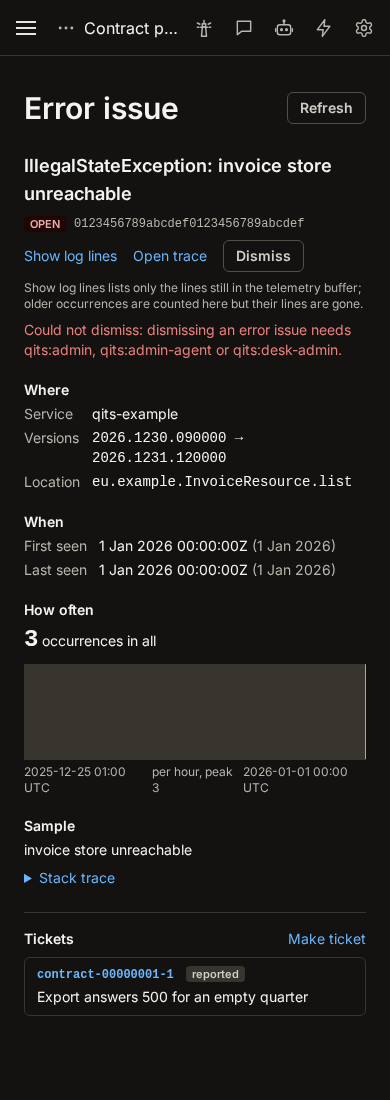 Contract p...
Error issue
Refresh
IllegalStateException: invoice store
unreachable
OPEN 0123456789abcdef0123456789abcdef
Show log lines Open trace Dismiss
Show log lines lists only the lines still in the telemetry buffer;
older occurrences are counted here but their lines are gone.
Could not dismiss: dismissing an error issue needs
qits:admin, qits:admin-agent or qits:desk-admin.
Where
Service qits-example
Versions 2026.1230.090000 →
2026.1231.120000
Location eu.example.InvoiceResource.list
When
First seen 1 Jan 2026 00:00:00Z (1 Jan 2026)
Last seen 1 Jan 2026 00:00:00Z (1 Jan 2026)
How often
3 occurrences in all
2025-12-25 01:00 UTC
per hour, peak 3
2026-01-01 00:00 UTC
Sample
invoice store unreachable
Stack trace
Tickets Make ticket
contract-00000001-1 reported
Export answers 500 for an empty quarter